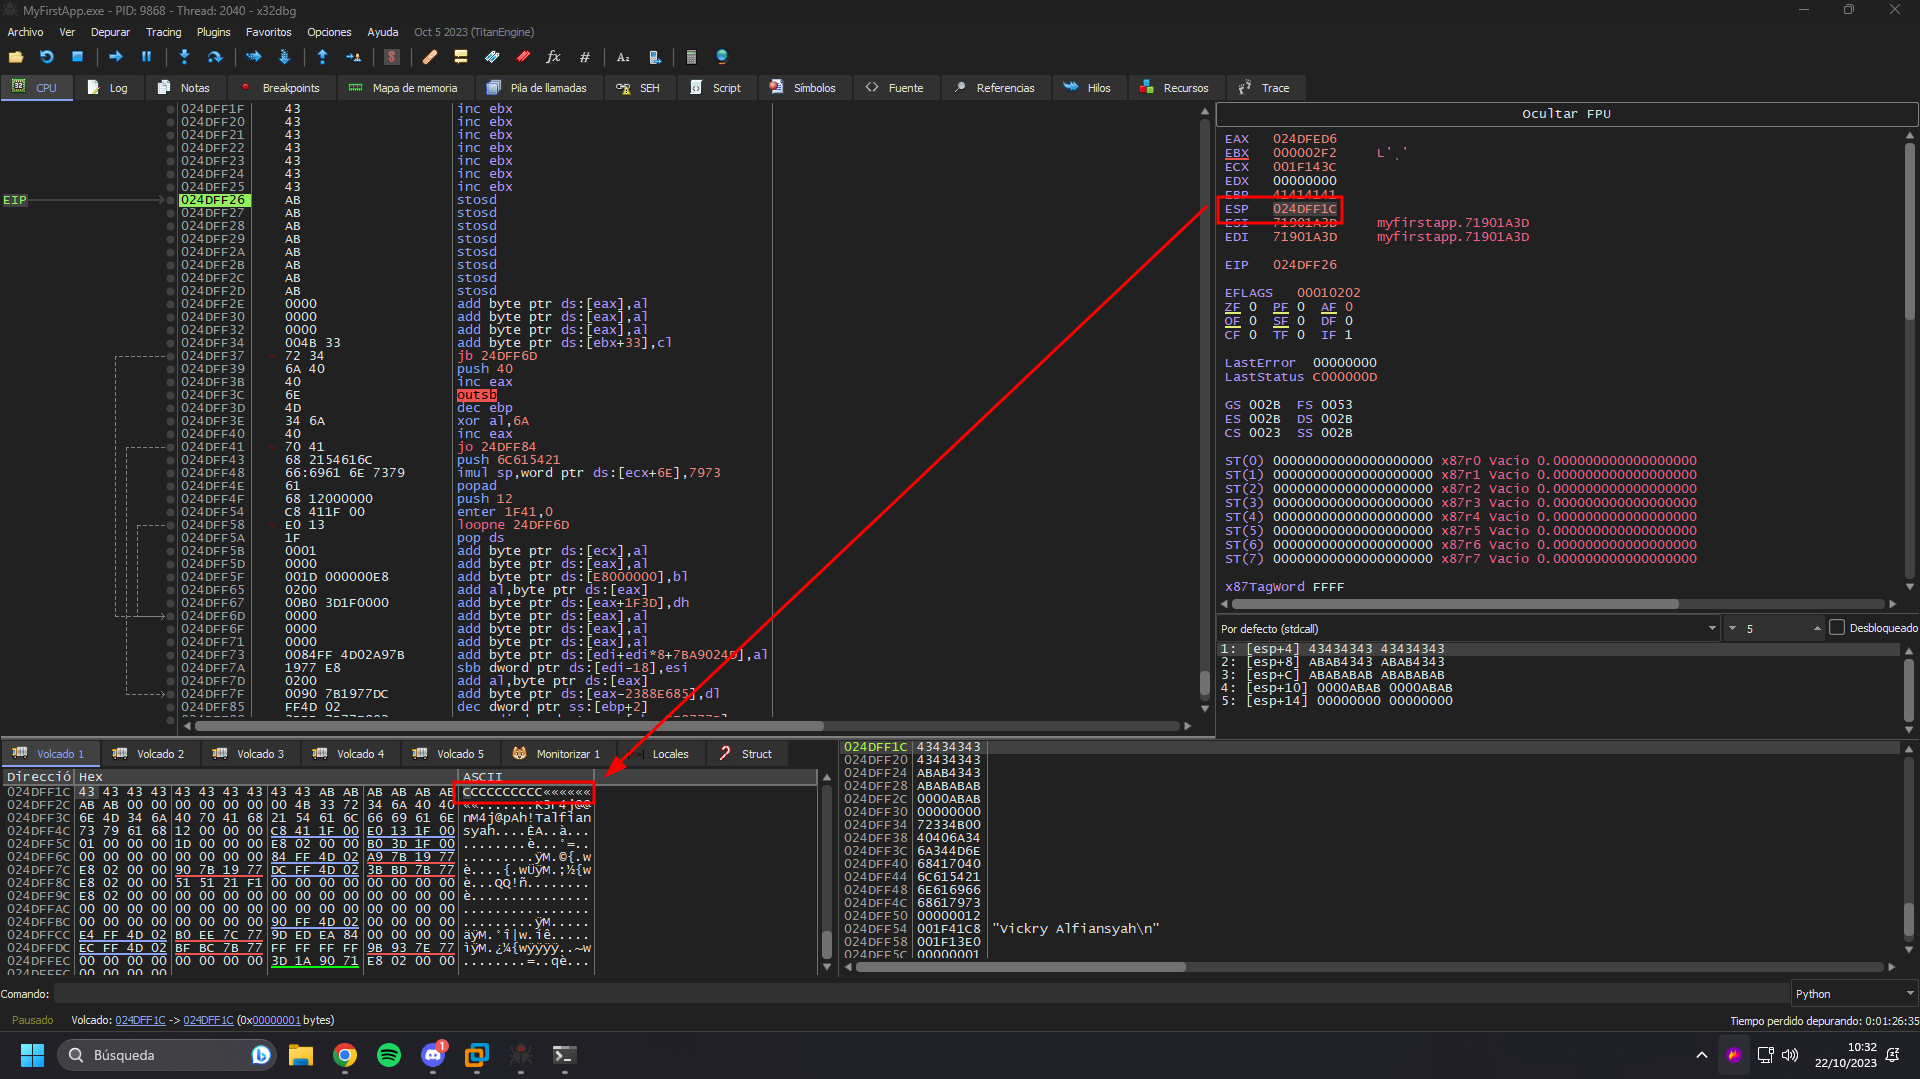 MyFirstApp.exe - PID: 9868 - Thread: 2040 - x32dbg
Archivo Ver Depurar Tracing Plugins Favoritos Opciones Ayuda Oct 5 2023 (TitanEngine)
CPU Log Notas Breakpoints Mapa de memoria Pila de llamadas SEH Script Símbolos Fuente Referencias Hilos Recursos Trace
024DFF1F 43 inc ebx
024DFF20 43 inc ebx
024DFF21 43 inc ebx
024DFF22 43 inc ebx
024DFF23 43 inc ebx
024DFF24 43 inc ebx
024DFF25 43 inc ebx
EIP 024DFF26 AB stosd
024DFF27 AB stosd
024DFF28 AB stosd
024DFF29 AB stosd
024DFF2A AB stosd
024DFF2B AB stosd
024DFF2C AB stosd
024DFF2D AB stosd
024DFF2E 0000 add byte ptr ds:[eax],al
024DFF30 0000 add byte ptr ds:[eax],al
024DFF32 0000 add byte ptr ds:[eax],al
024DFF34 004B 33 add byte ptr ds:[ebx+33],cl
024DFF37 72 34 jb 24DFF6D
024DFF39 6A 40 push 40
024DFF3B 40 inc eax
024DFF3C 6E outsb
024DFF3D 4D dec ebp
024DFF3E 34 6A xor al,6A
024DFF40 40 inc eax
024DFF41 70 41 jo 24DFF84
024DFF43 68 2154616C push 6C615421
024DFF48 66:6961 6E 7379 imul sp,word ptr ds:[ecx+6E],7973
024DFF4E 61 popad
024DFF4F 68 12000000 push 12
024DFF54 C8 411F 00 enter 1F41,0
024DFF58 E0 13 loopne 24DFF6D
024DFF5A 1F pop ds
024DFF5B 0001 add byte ptr ds:[ecx],al
024DFF5D 0000 add byte ptr ds:[eax],al
024DFF5F 001D 000000E8 add byte ptr ds:[E8000000],bl
024DFF65 0200 add al,byte ptr ds:[eax]
024DFF67 00B0 3D1F0000 add byte ptr ds:[eax+1F3D],dh
024DFF6D 0000 add byte ptr ds:[eax],al
024DFF6F 0000 add byte ptr ds:[eax],al
024DFF71 0000 add byte ptr ds:[eax],al
024DFF73 0084FF 4D02A97B add byte ptr ds:[edi+edi*8+7BA9024D],al
024DFF7A 1977 E8 sbb dword ptr ds:[edi-18],esi
024DFF7D 0200 add al,byte ptr ds:[eax]
024DFF7F 0090 7B1977DC add byte ptr ds:[eax-2388E685],dl
024DFF85 FF4D 02 dec dword ptr ss:[ebp+2]
Ocultar FPU
EAX 024DFED6
EBX 000002F2 L'˲'
ECX 001F143C
EDX 00000000
EBP 41414141
ESP 024DFF1C
ESI 71901A3D myfirstapp.71901A3D
EDI 71901A3D myfirstapp.71901A3D
EIP 024DFF26
EFLAGS 00010202
ZF 0 PF 0 AF 0
OF 0 SF 0 DF 0
CF 0 TF 0 IF 1
LastError 00000000
LastStatus C000000D
GS 002B FS 0053
ES 002B DS 002B
CS 0023 SS 002B
ST(0) 00000000000000000000 x87r0 Vacío 0.000000000000000000
ST(1) 00000000000000000000 x87r1 Vacío 0.000000000000000000
ST(2) 00000000000000000000 x87r2 Vacío 0.000000000000000000
ST(3) 00000000000000000000 x87r3 Vacío 0.000000000000000000
ST(4) 00000000000000000000 x87r4 Vacío 0.000000000000000000
ST(5) 00000000000000000000 x87r5 Vacío 0.000000000000000000
ST(6) 00000000000000000000 x87r6 Vacío 0.000000000000000000
ST(7) 00000000000000000000 x87r7 Vacío 0.000000000000000000
x87TagWord FFFF
Por defecto (stdcall) 5 Desbloqueado
1: [esp+4] 43434343 43434343
2: [esp+8] ABAB4343 ABAB4343
3: [esp+C] ABABABAB ABABABAB
4: [esp+10] 0000ABAB 0000ABAB
5: [esp+14] 00000000 00000000
Volcado 1 Volcado 2 Volcado 3 Volcado 4 Volcado 5 Monitorizar 1 Locales Struct
Direcció Hex ASCII
024DFF1C 43 43 43 43 43 43 43 43 43 43 AB AB AB AB AB AB CCCCCCCCCC««««««
024DFF2C AB AB 00 00 00 00 00 00 00 4B 33 72 34 6A 40 40 ««.......K3r4j@@
024DFF3C 6E 4D 34 6A 40 70 41 68 21 54 61 6C 66 69 61 6E nM4j@pAh!Talfian
024DFF4C 73 79 61 68 12 00 00 00 C8 41 1F 00 E0 13 1F 00 syah....ÈA..à...
024DFF5C 01 00 00 00 1D 00 00 00 E8 02 00 00 B0 3D 1F 00 ........è...°=..
024DFF6C 00 00 00 00 00 00 00 00 84 FF 4D 02 A9 7B 19 77 .........ÿM.©{.w
024DFF7C E8 02 00 00 90 7B 19 77 DC FF 4D 02 3B BD 7B 77 è....{.wÜÿM.;½{w
024DFF8C E8 02 00 00 51 51 21 F1 00 00 00 00 00 00 00 00 è...QQ!ñ........
024DFF9C E8 02 00 00 00 00 00 00 00 00 00 00 00 00 00 00 è...............
024DFFAC 00 00 00 00 00 00 00 00 00 00 00 00 00 00 00 00 ................
024DFFBC 00 00 00 00 00 00 00 00 90 FF 4D 02 00 00 00 00 .........ÿM.....
024DFFCC E4 FF 4D 02 B0 EE 7C 77 9D ED EA 84 00 00 00 00 äÿM.°î|w.íê.....
024DFFDC EC FF 4D 02 BF BC 7B 77 FF FF FF FF 9B 93 7E 77 ìÿM.¿¼{wÿÿÿÿ..~w
024DFFEC 00 00 00 00 00 00 00 00 3D 1A 90 71 E8 02 00 00 ........=..qè...
024DFF1C 43434343
024DFF20 43434343
024DFF24 ABAB4343
024DFF28 ABABABAB
024DFF2C 0000ABAB
024DFF30 00000000
024DFF34 72334B00
024DFF38 40406A34
024DFF3C 6A344D6E
024DFF40 68417040
024DFF44 6C615421
024DFF48 6E616966
024DFF4C 68617973
024DFF50 00000012
024DFF54 001F41C8 "Vickry Alfiansyah\n"
024DFF58 001F13E0
024DFF5C 00000001
Comando: Python
Pausado Volcado: 024DFF1C -> 024DFF1C (0x00000001 bytes) Tiempo perdido depurando: 0:01:26:35
Búsqueda
1
10:32
22/10/2023